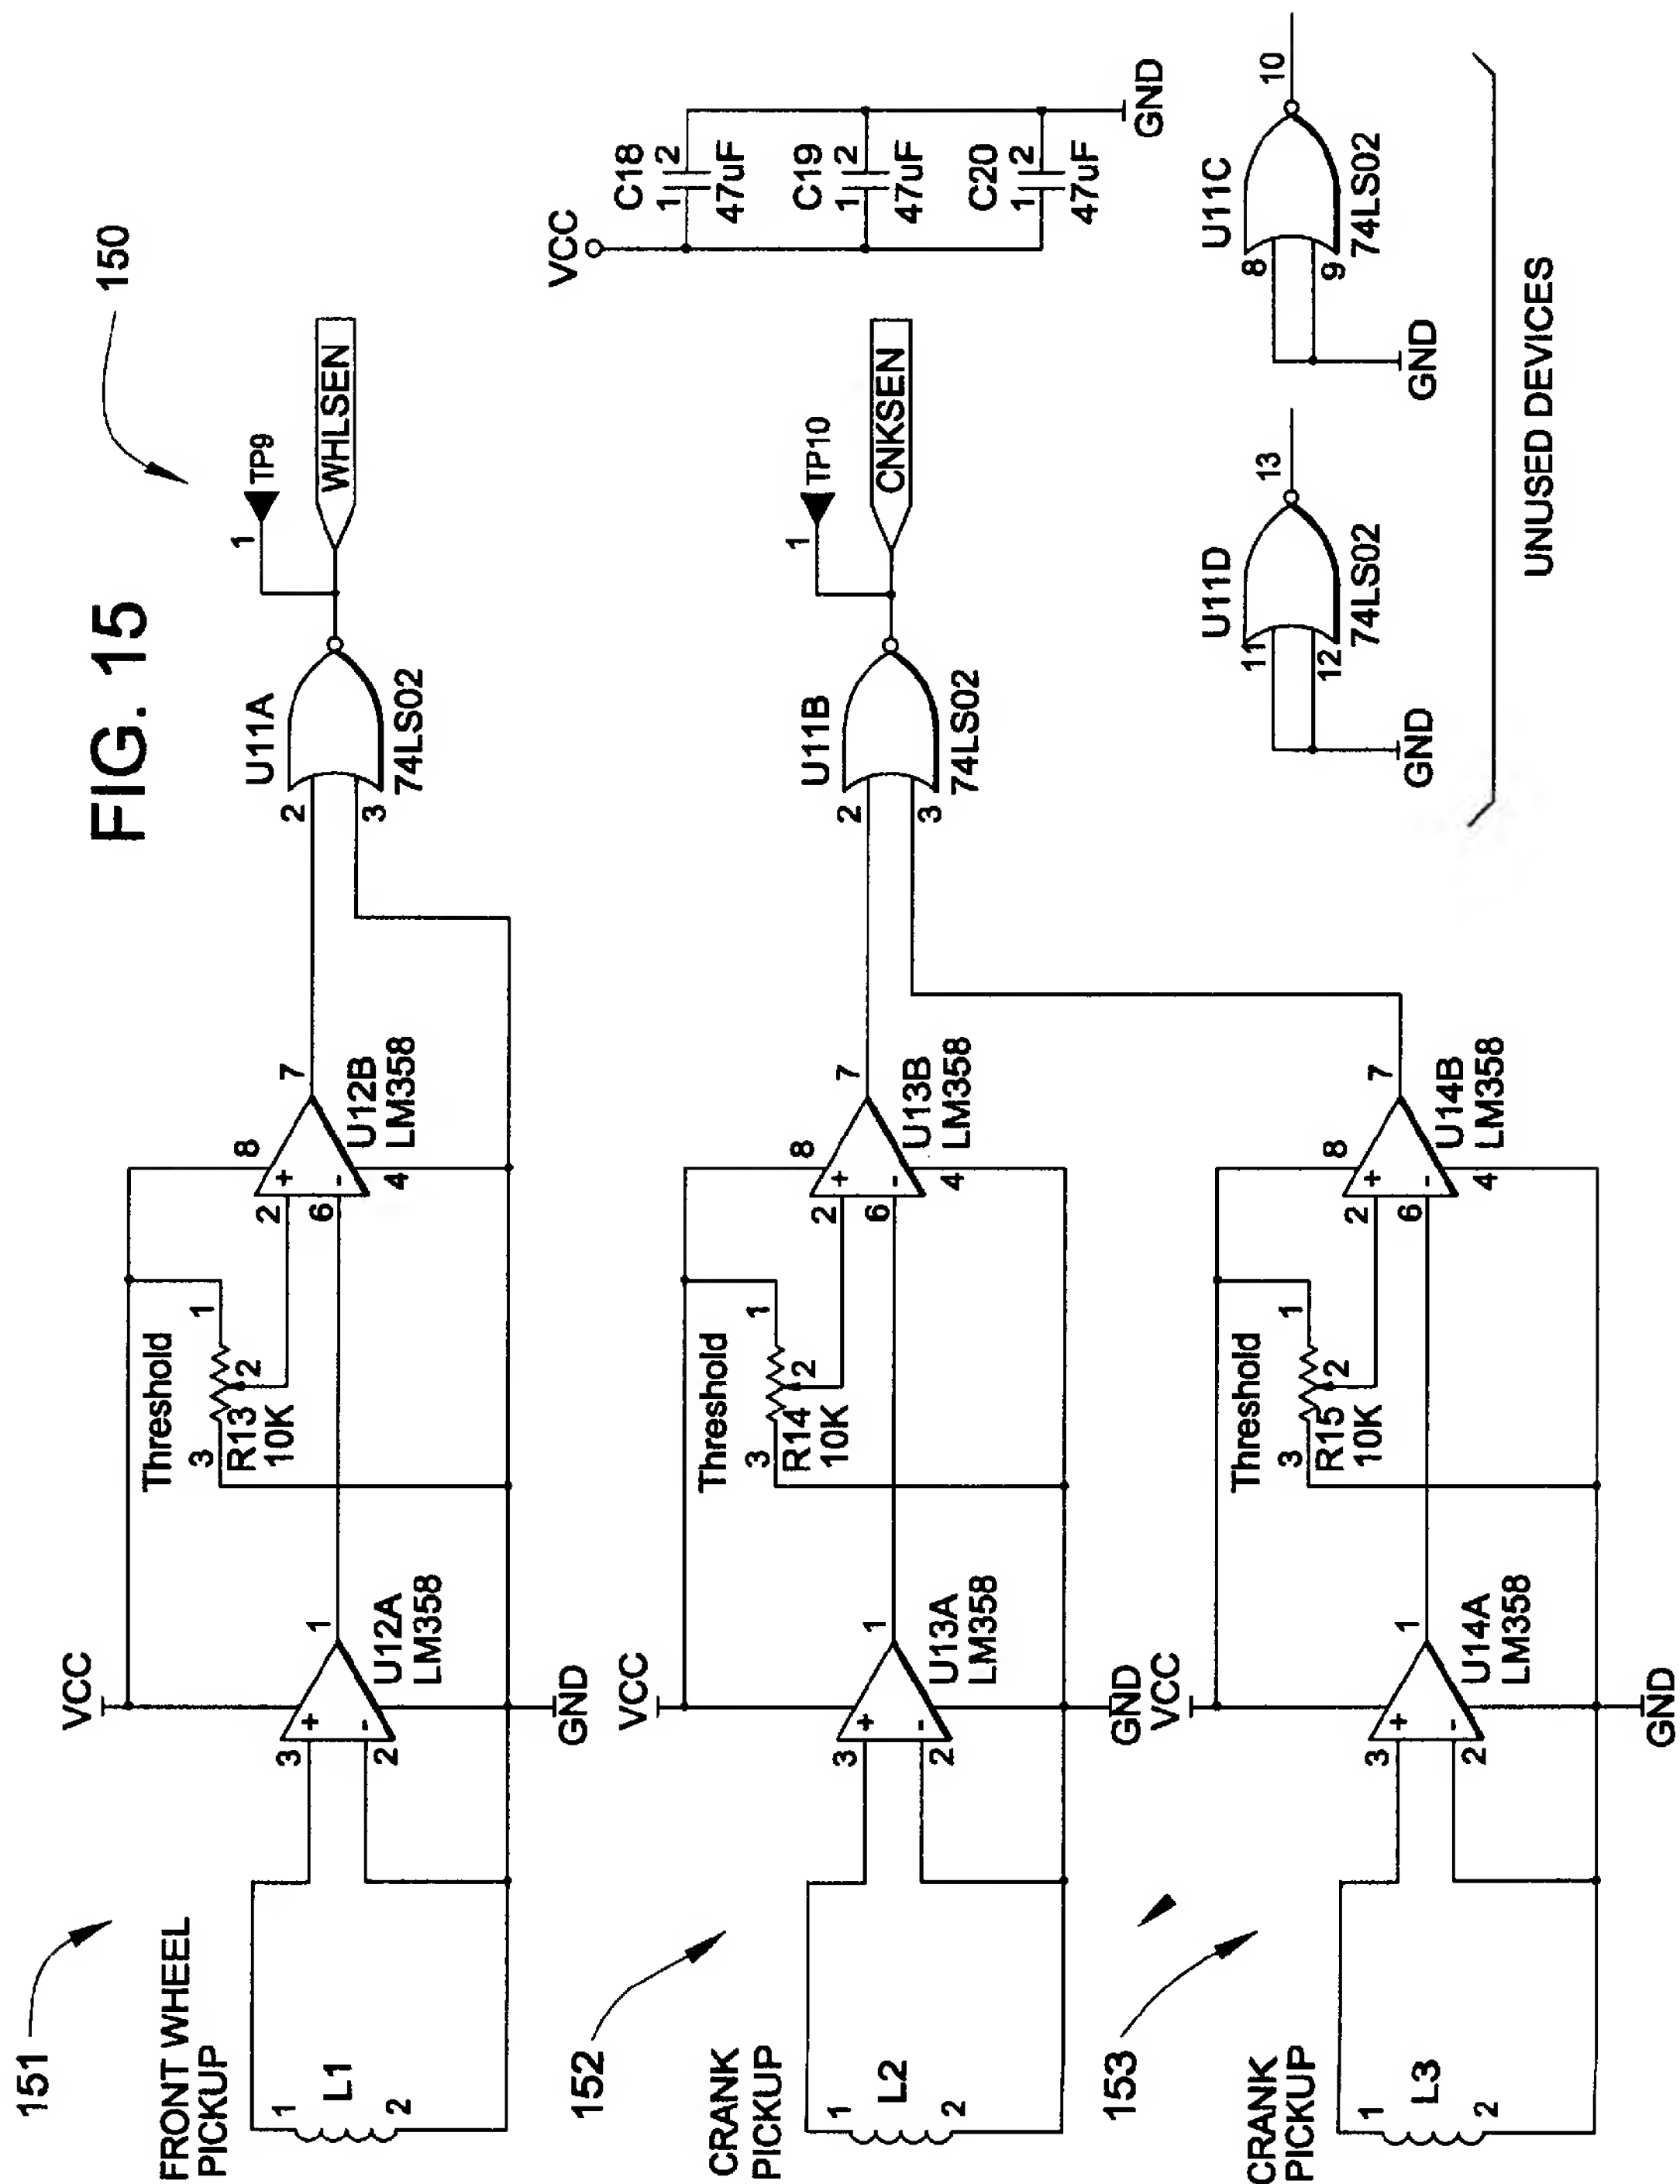 FIG. 15
150
151
FRONT WHEEL
PICKUP
1
L1
2
VCC
3
2
+
-
1
U12A
LM358
GND
Threshold
3
1
2
R13
10K
8
2
6
+
-
4
7
U12B
LM358
2
3
U11A
74LS02
1
TP9
WHLSEN
152
CRANK
PICKUP
1
L2
2
VCC
3
2
+
-
1
U13A
LM358
GND
Threshold
3
1
2
R14
10K
8
2
6
+
-
4
7
U13B
LM358
2
3
U11B
74LS02
1
TP10
CNKSEN
153
CRANK
PICKUP
1
L3
2
VCC
3
2
+
-
1
U14A
LM358
GND
Threshold
3
1
2
R15
10K
8
2
6
+
-
4
7
U14B
LM358
VCC
C18
1 2
47uF
C19
1 2
47uF
C20
1 2
47uF
GND
U11D
11
12
13
74LS02
GND
U11C
8
9
10
74LS02
GND
UNUSED DEVICES